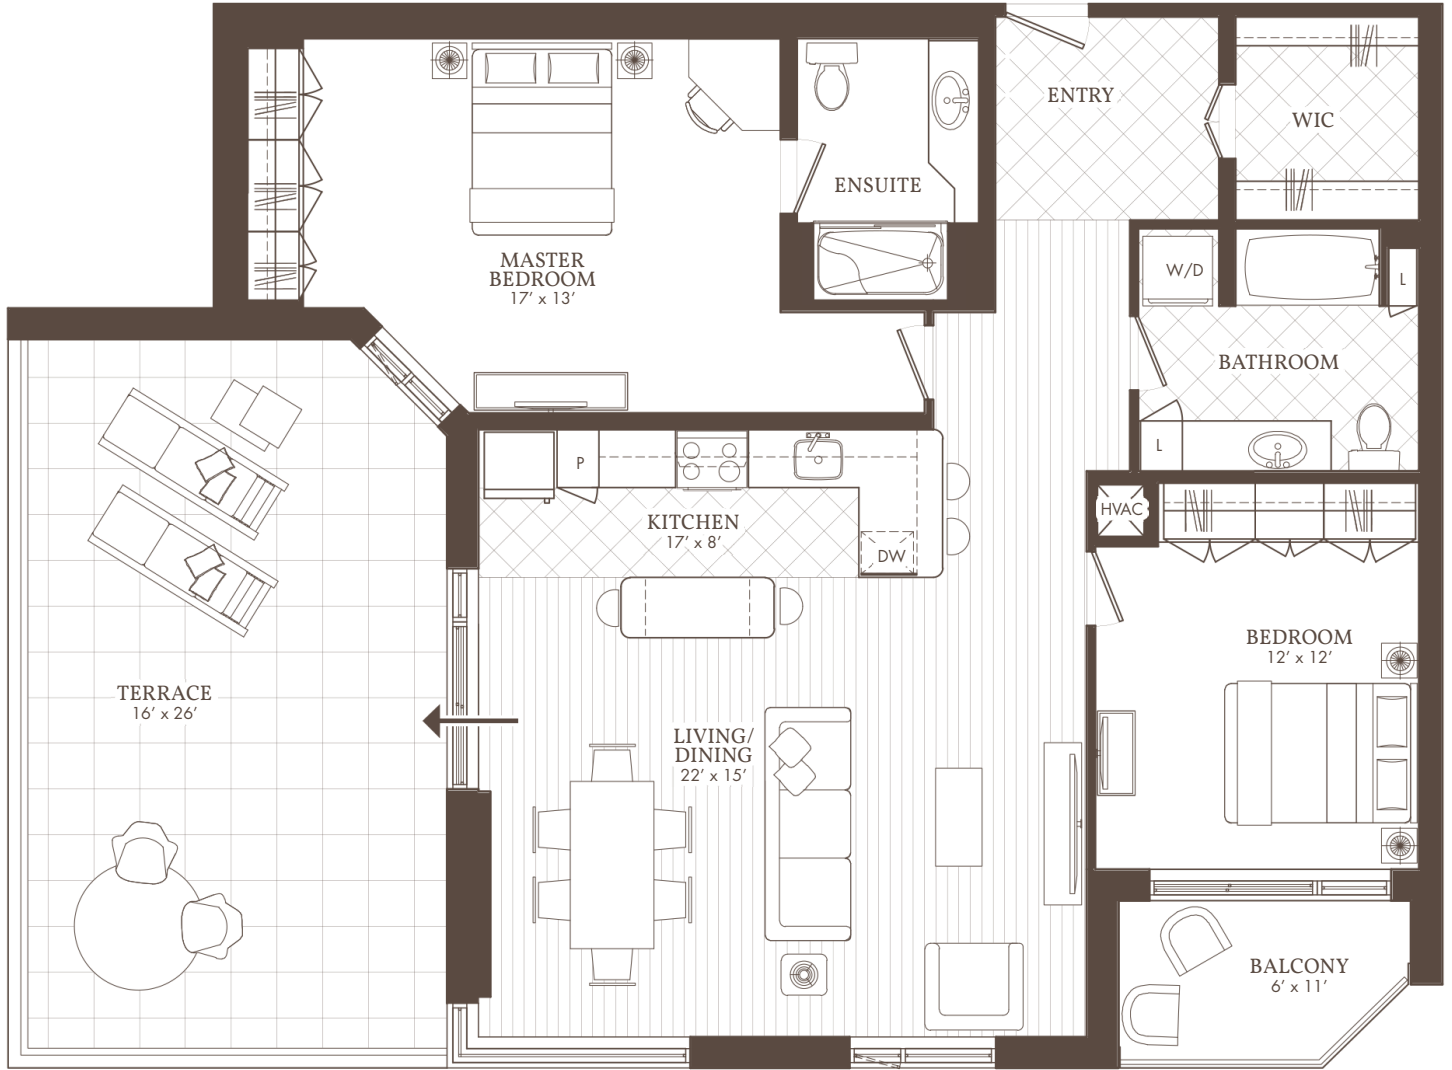 ENTRY
WIC
ENSUITE
MASTER
BEDROOM
17’ x 13’
W/D
L
BATHROOM
L
P
KITCHEN
17’ x 8’
DW
HVAC
BEDROOM
12’ x 12’
TERRACE
16’ x 26’
LIVING/
DINING
22’ x 15’
BALCONY
6’ x 11’